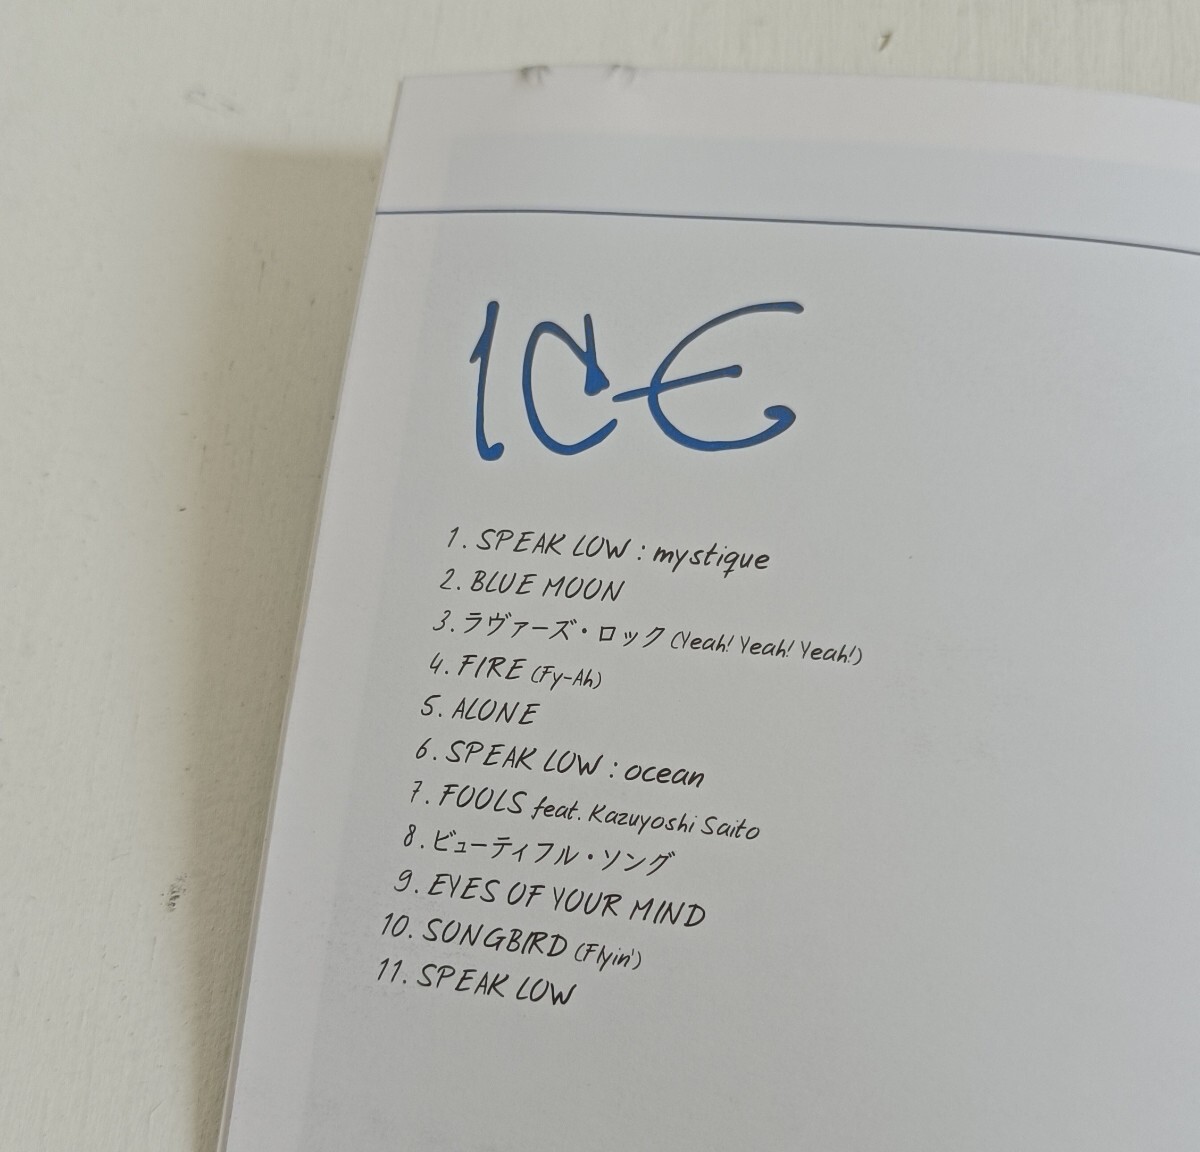 ICE
1. SPEAK LOW : mystique
2. BLUE MOON
3. ラヴァーズ・ロック (Yeah! Yeah! Yeah!)
4. FIRE (Fy-Ah)
5. ALONE
6. SPEAK LOW : ocean
7. FOOLS feat. Kazuyoshi Saito
8. ビューティフル・ソング
9. EYES OF YOUR MIND
10. SONGBIRD (Flyin')
11. SPEAK LOW